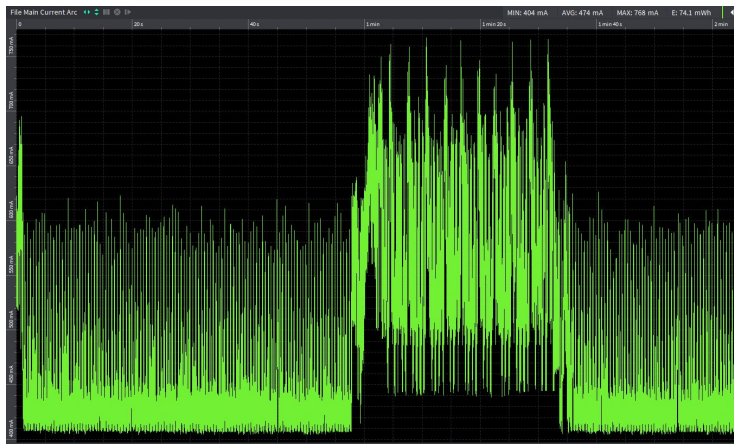 File Main Current Arc
MIN: 404 mA AVG: 474 mA MAX: 768 mA E: 74.1 mWh
0 20 s 40 s 1 min 1 min 20 s 1 min 40 s 2 min
750 mA
700 mA
650 mA
600 mA
550 mA
500 mA
450 mA
400 mA